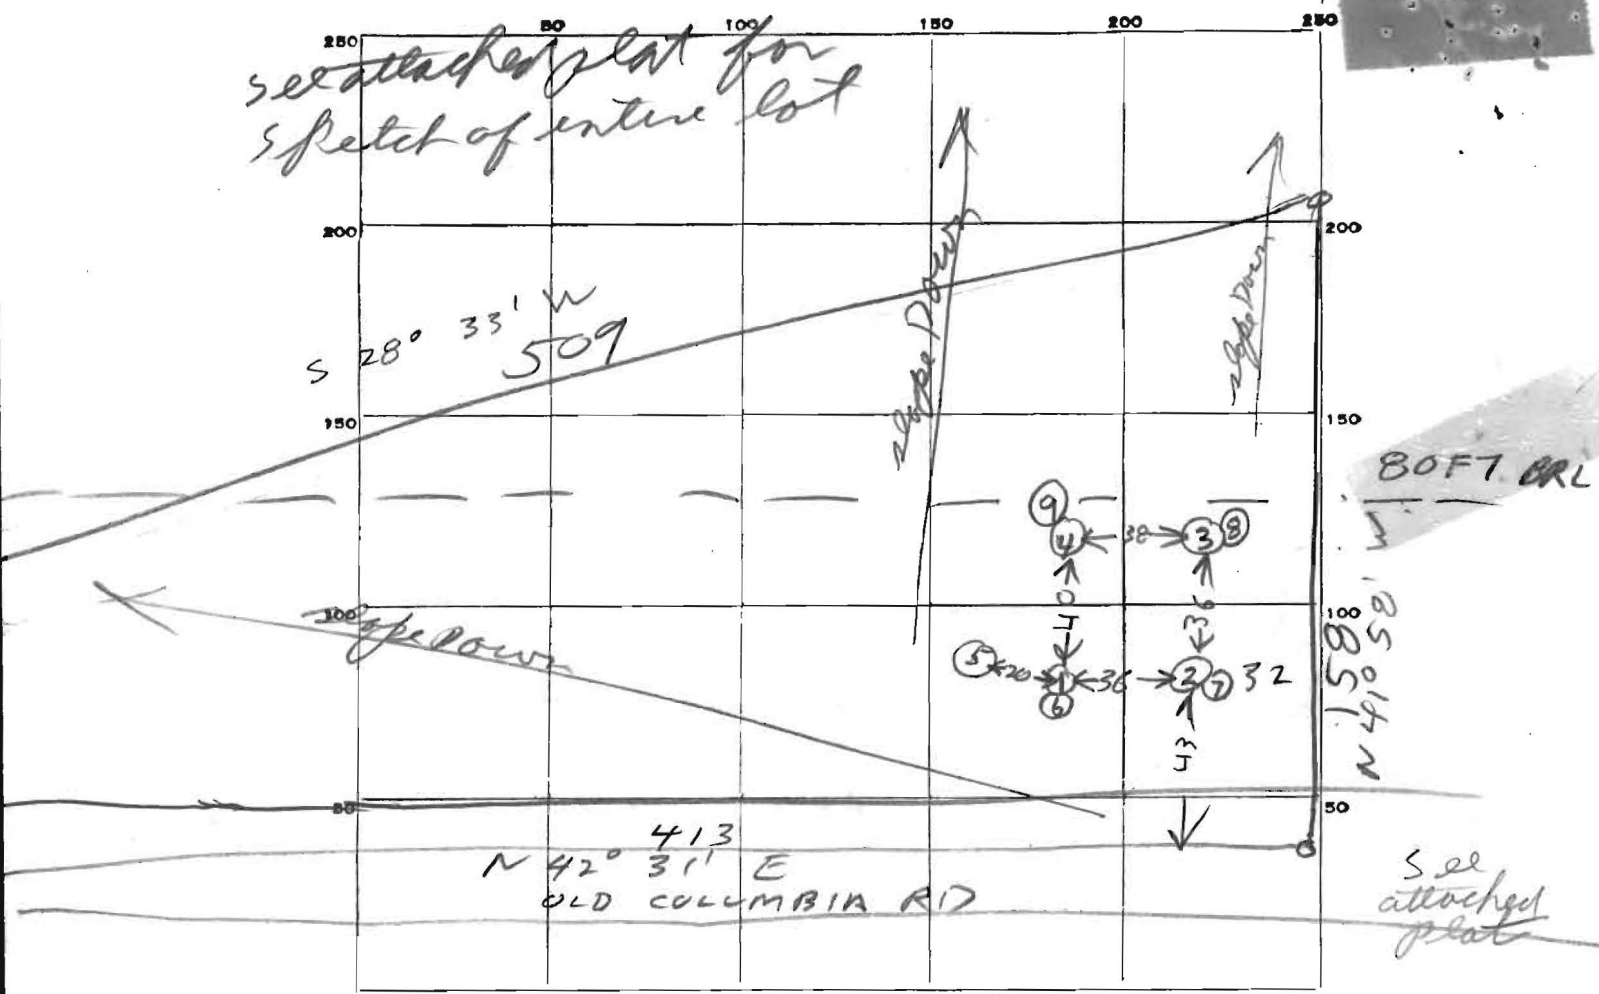 50 100 150 200 250
250
see attached plat for
sketch of entire lot
200 200
S 28° 33' W
509
slope Down
slope Down
150 150
80FT BRL
9
4 38 3 8
40 36
100 100
slope Down
5 20 1 36 2 7 32
6
43
158
N 41° 58' W
50 50
413
N 42° 31' E
OLD COLUMBIA RD
See
attached
plat